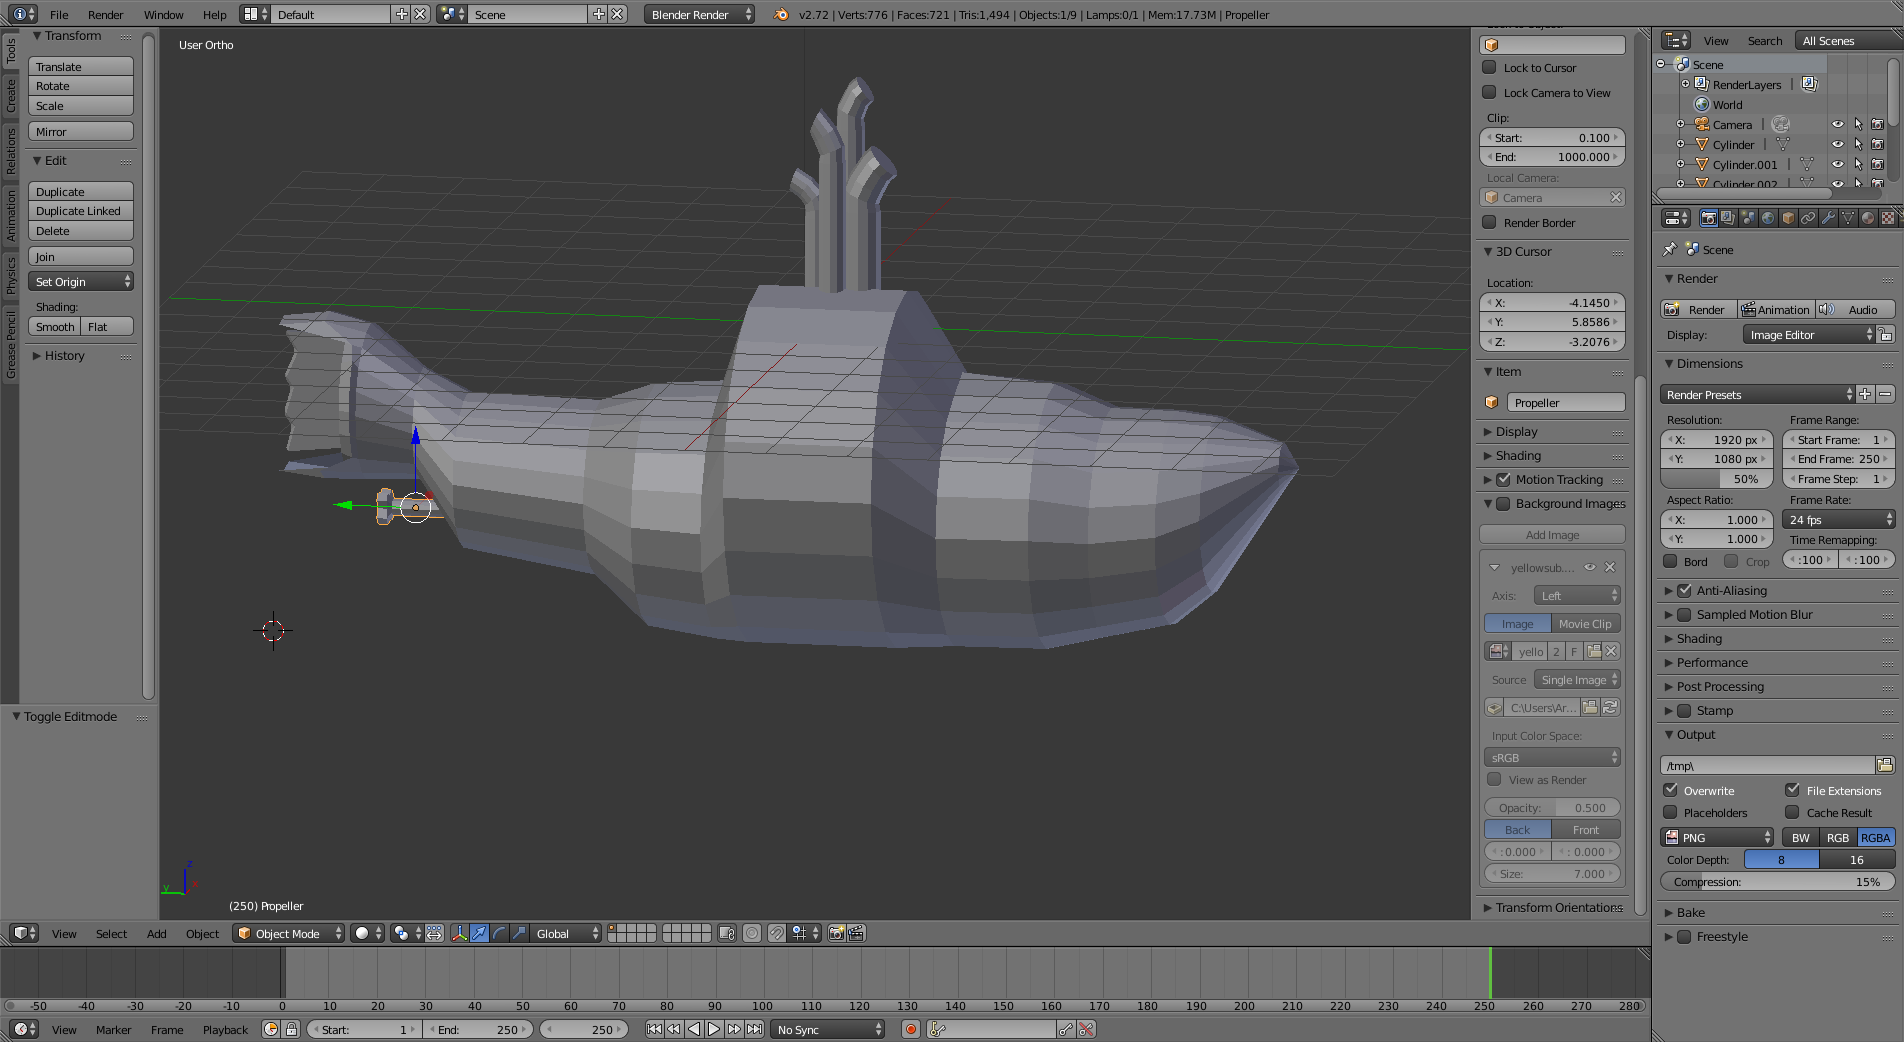 File Render Window Help Default Scene Blender Render v2.72 | Verts:776 | Faces:721 | Tris:1,494 | Objects:1/9 | Lamps:0/1 | Mem:17.73M | Propeller
Tools
Create
Relations
Animation
Physics
Grease Pencil
Transform
Translate
Rotate
Scale
Mirror
Edit
Duplicate
Duplicate Linked
Delete
Join
Set Origin
Shading:
Smooth Flat
History
Toggle Editmode
User Ortho
z
y
x
(250) Propeller
Lock to Cursor
Lock Camera to View
Clip:
Start: 0.100
End: 1000.000
Local Camera:
Camera
Render Border
3D Cursor
Location:
X: -4.1450
Y: 5.8586
Z: -3.2076
Item
Propeller
Display
Shading
Motion Tracking
Background Images
Add Image
yellowsub....
Axis: Left
Image Movie Clip
yello 2 F
Source Single Image
C:\Users\Ar...
Input Color Space:
sRGB
View as Render
Opacity: 0.500
Back Front
: 0.000 : 0.000
Size: 7.000
Transform Orientations
View Search All Scenes
Scene
RenderLayers |
World
Camera |
Cylinder |
Cylinder.001 |
Cylinder.002
Scene
Render
Render Animation Audio
Display: Image Editor
Dimensions
Render Presets
Resolution: Frame Range:
X: 1920 px Start Frame: 1
Y: 1080 px End Frame: 250
50% Frame Step: 1
Aspect Ratio: Frame Rate:
X: 1.000 24 fps
Y: 1.000 Time Remapping:
Bord Crop :100 :100
Anti-Aliasing
Sampled Motion Blur
Shading
Performance
Post Processing
Stamp
Output
/tmp\
Overwrite File Extensions
Placeholders Cache Result
PNG BW RGB RGBA
Color Depth: 8 16
Compression: 15%
Bake
Freestyle
View Select Add Object Object Mode Global
-50 -40 -30 -20 -10 0 10 20 30 40 50 60 70 80 90 100 110 120 130 140 150 160 170 180 190 200 210 220 230 240 250 260 270 280
View Marker Frame Playback Start: 1 End: 250 250 No Sync